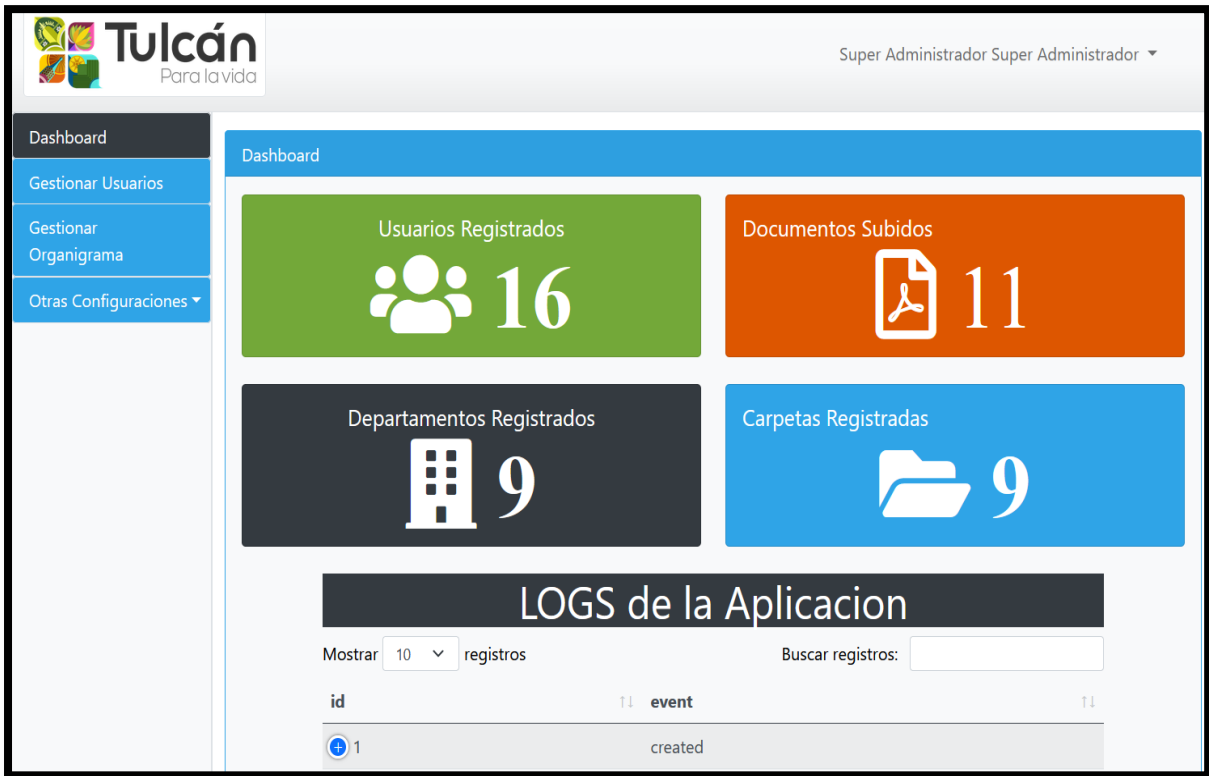 Tulcán
Para la vida
Super Administrador Super Administrador
Dashboard
Gestionar Usuarios
Gestionar
Organigrama
Otras Configuraciones
Dashboard
Usuarios Registrados
16
Documentos Subidos
11
Departamentos Registrados
9
Carpetas Registradas
9
LOGS de la Aplicacion
Mostrar 10 registros
Buscar registros:
id event
1 created